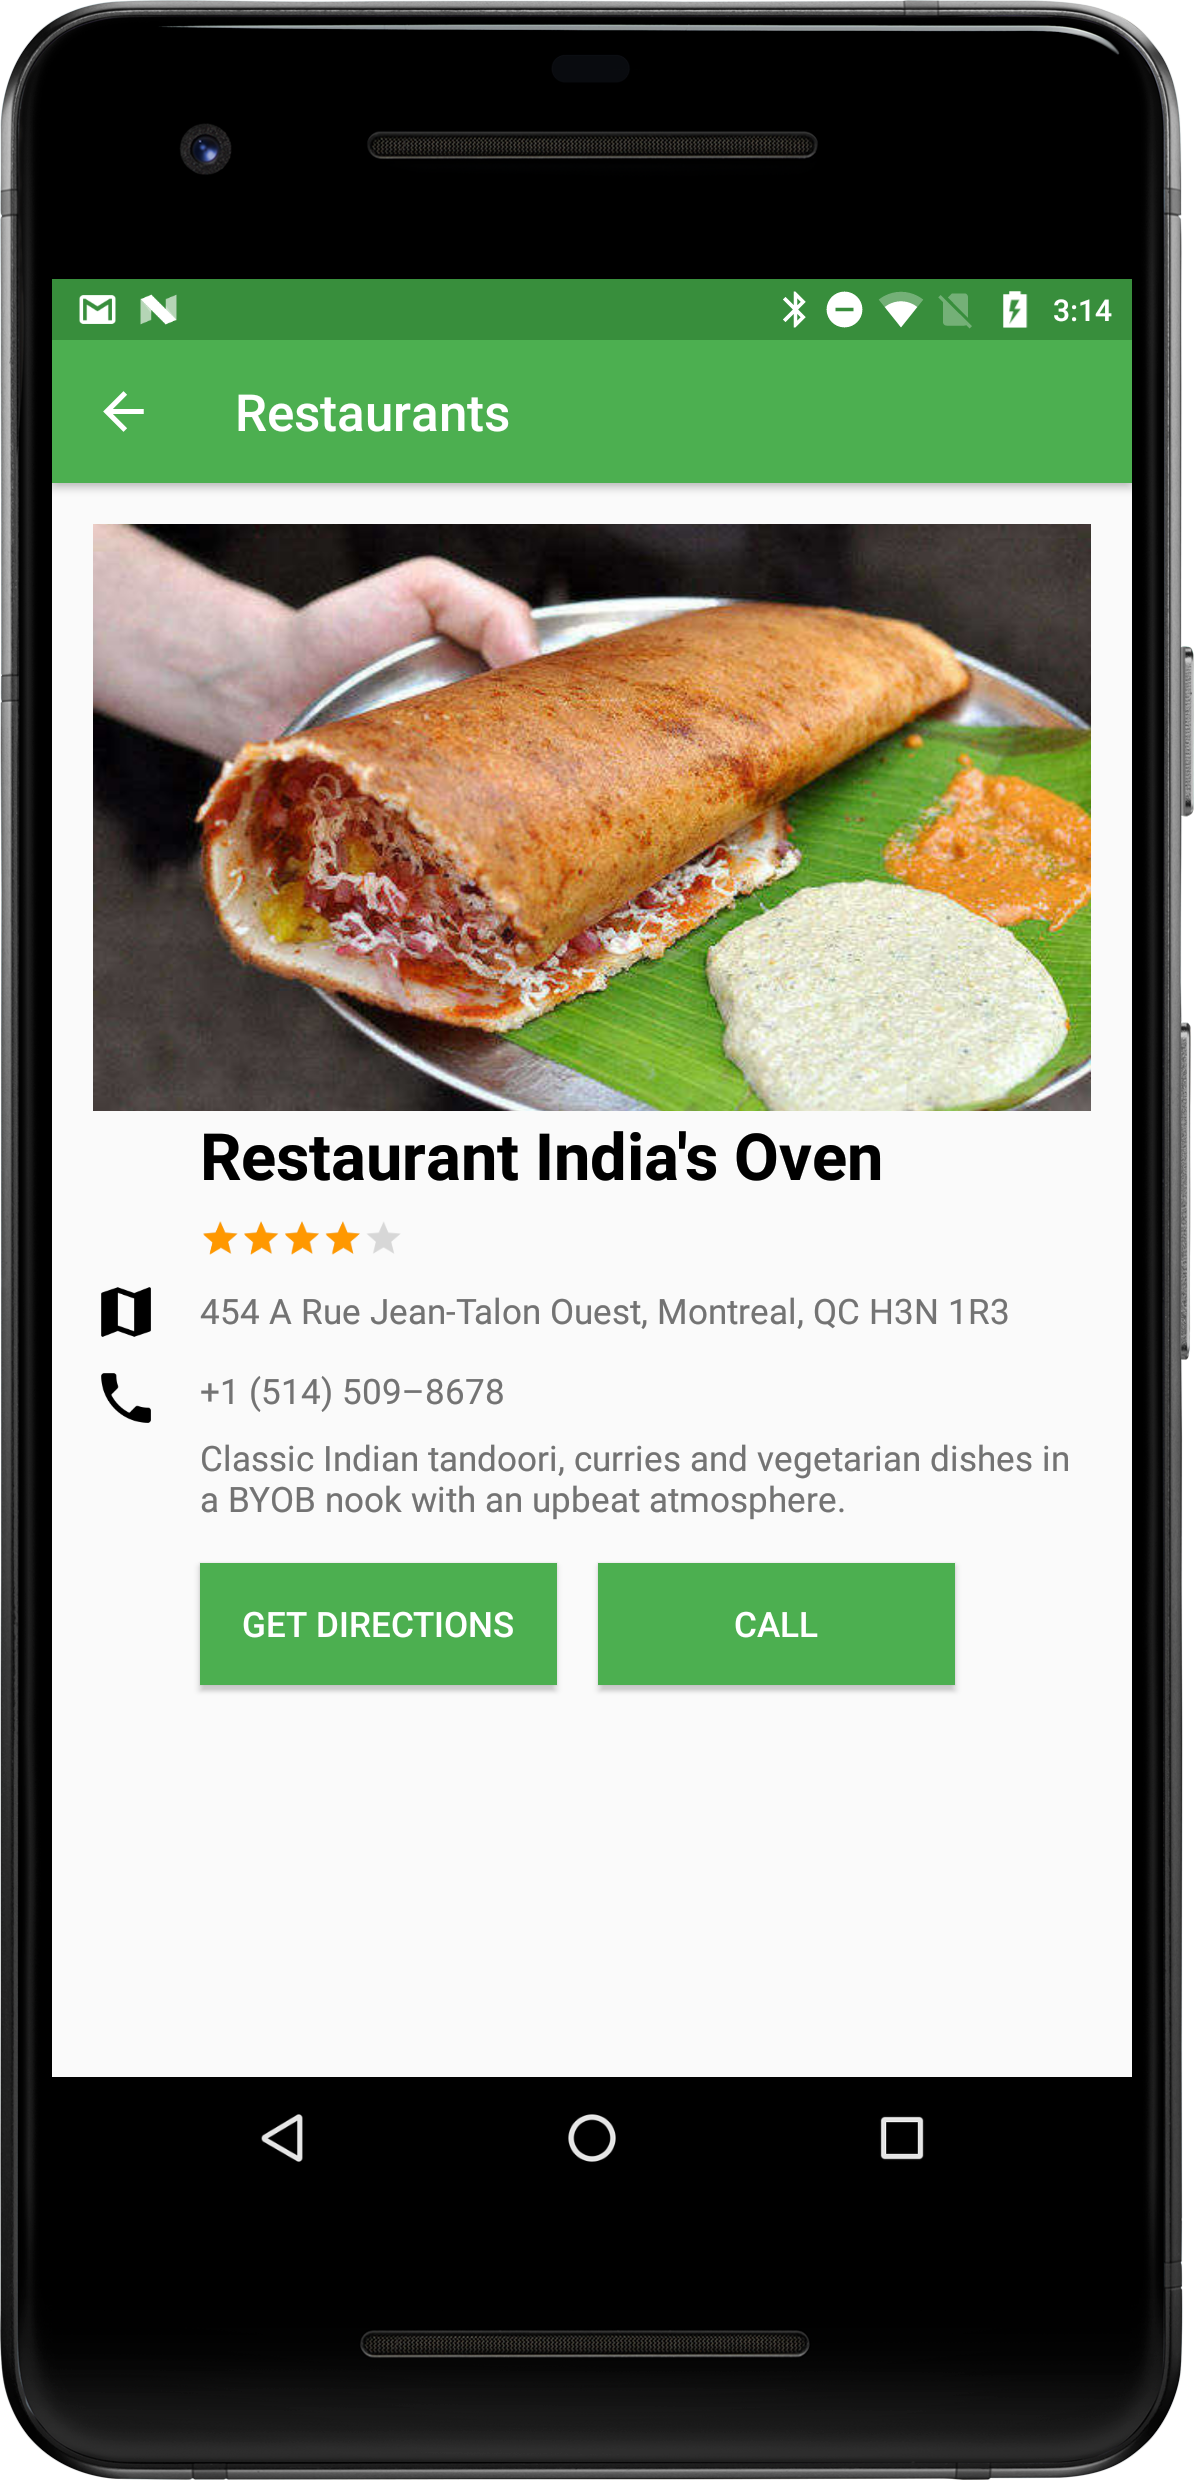 3:14
Restaurants
Restaurant India's Oven
454 A Rue Jean-Talon Ouest, Montreal, QC H3N 1R3
+1 (514) 509–8678
Classic Indian tandoori, curries and vegetarian dishes in
a BYOB nook with an upbeat atmosphere.
GET DIRECTIONS CALL